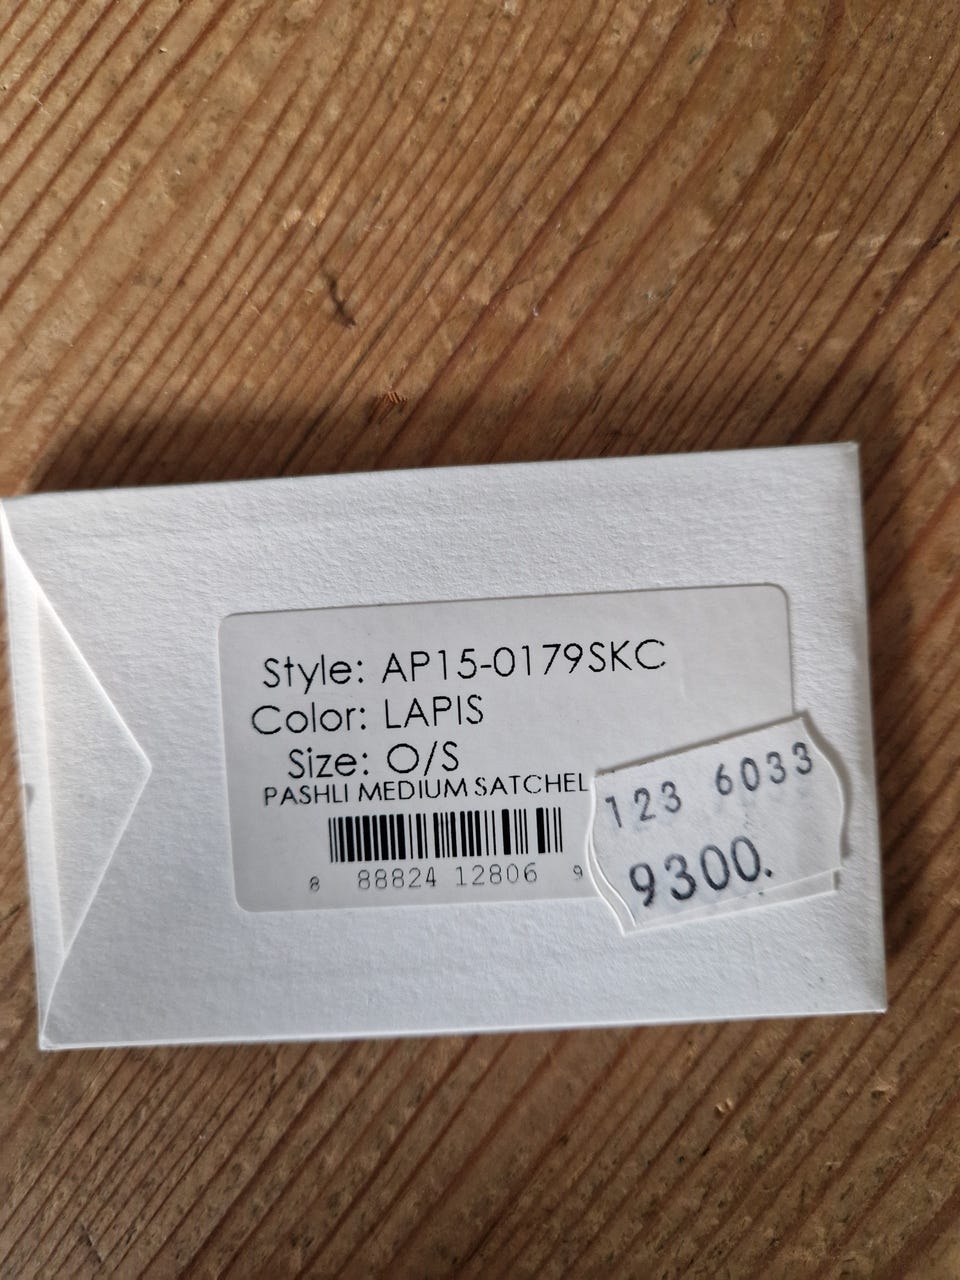 Style: AP15-0179SKC
Color: LAPIS
Size: O/S
PASHLI MEDIUM SATCHEL
8 88824 12806 9
123 6033
9300.